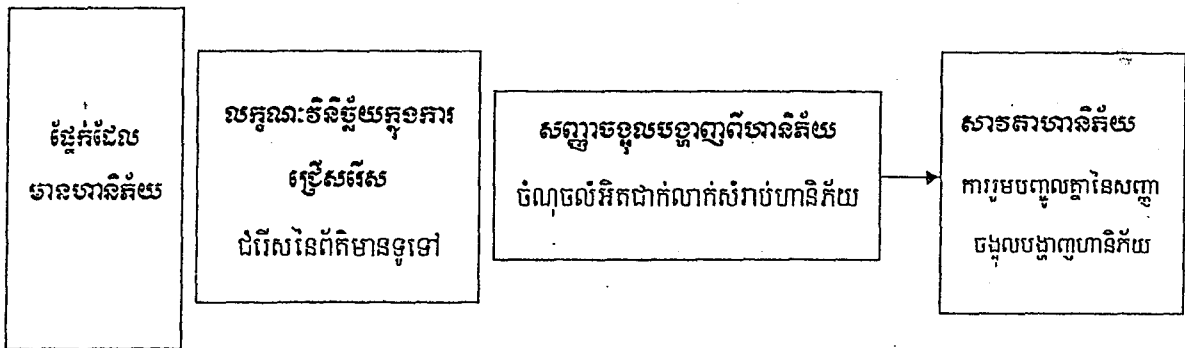 ផ្នែកដែល
មានហានិភ័យ
លក្ខណៈវិនិច្ឆ័យក្នុងការ
ជ្រើសរើស
ជំរើសនៃព័ត៌មានទូទៅ
សញ្ញាចង្អុលបង្ហាញពីហានិភ័យ
ចំណុចលំអិតជាក់លាក់សំរាប់ហានិភ័យ
សាវតាហានិភ័យ
ការរួមបញ្ចូលគ្នានៃសញ្ញា
ចង្អុលបង្ហាញហានិភ័យ